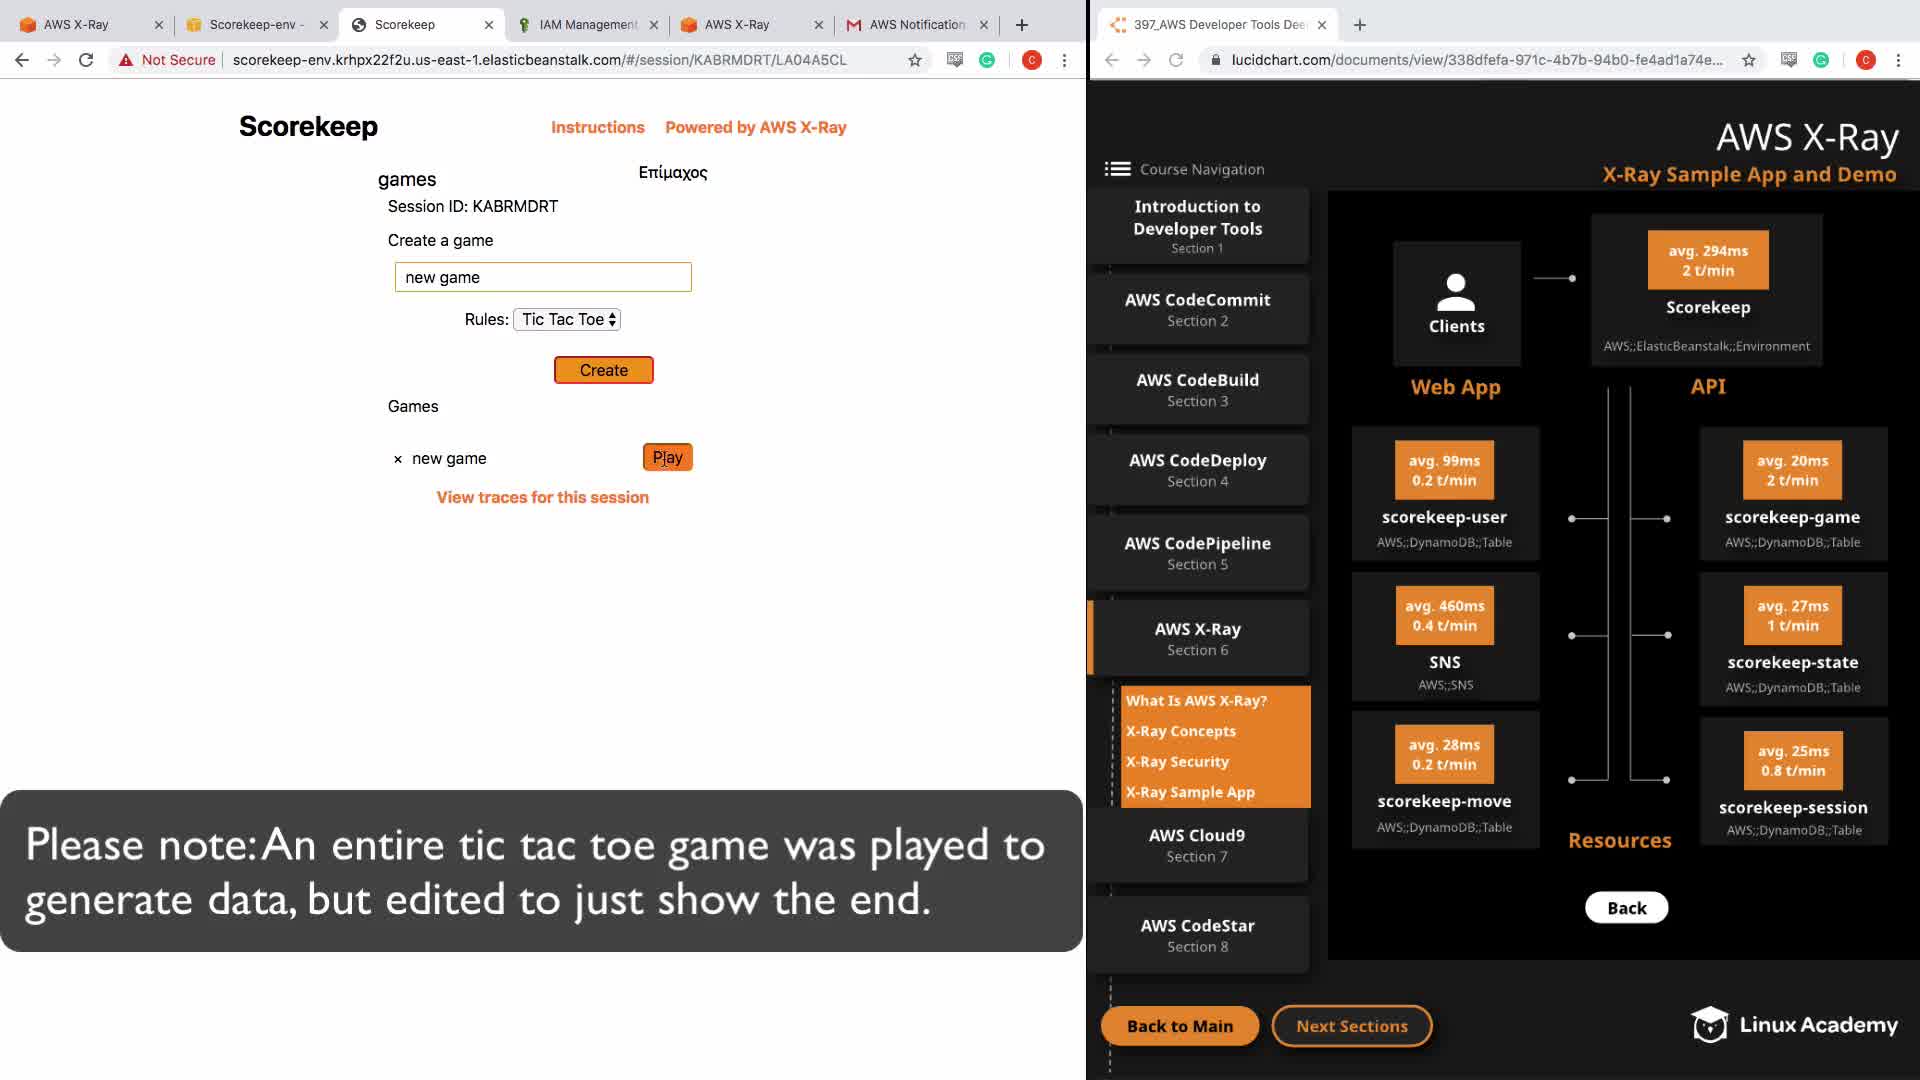 AWS X-Ray
Scorekeep-env -
Scorekeep
IAM Management
AWS X-Ray
AWS Notification
Not Secure
scorekeep-env.krhpx22f2u.us-east-1.elasticbeanstalk.com/#/session/KABRMDRT/LA04A5CL
C
Scorekeep
Instructions
Powered by AWS X-Ray
games
Επίμαχος
Session ID: KABRMDRT
Create a game
new game
Rules:
Tic Tac Toe
Create
Games
× new game
Play
View traces for this session
Please note: An entire tic tac toe game was played to
generate data, but edited to just show the end.
397_AWS Developer Tools Dee
lucidchart.com/documents/view/338dfefa-971c-4b7b-94b0-fe4ad1a74e...
C
AWS X-Ray
X-Ray Sample App and Demo
Course Navigation
Introduction to
Developer Tools
Section 1
AWS CodeCommit
Section 2
AWS CodeBuild
Section 3
AWS CodeDeploy
Section 4
AWS CodePipeline
Section 5
AWS X-Ray
Section 6
What Is AWS X-Ray?
X-Ray Concepts
X-Ray Security
X-Ray Sample App
AWS Cloud9
Section 7
AWS CodeStar
Section 8
Clients
Web App
avg. 294ms
2 t/min
Scorekeep
AWS;;ElasticBeanstalk;;Environment
API
avg. 99ms
0.2 t/min
scorekeep-user
AWS;;DynamoDB;;Table
avg. 20ms
2 t/min
scorekeep-game
AWS;;DynamoDB;;Table
avg. 460ms
0.4 t/min
SNS
AWS;;SNS
avg. 27ms
1 t/min
scorekeep-state
AWS;;DynamoDB;;Table
avg. 28ms
0.2 t/min
scorekeep-move
AWS;;DynamoDB;;Table
avg. 25ms
0.8 t/min
scorekeep-session
AWS;;DynamoDB;;Table
Resources
Back
Back to Main
Next Sections
Linux Academy